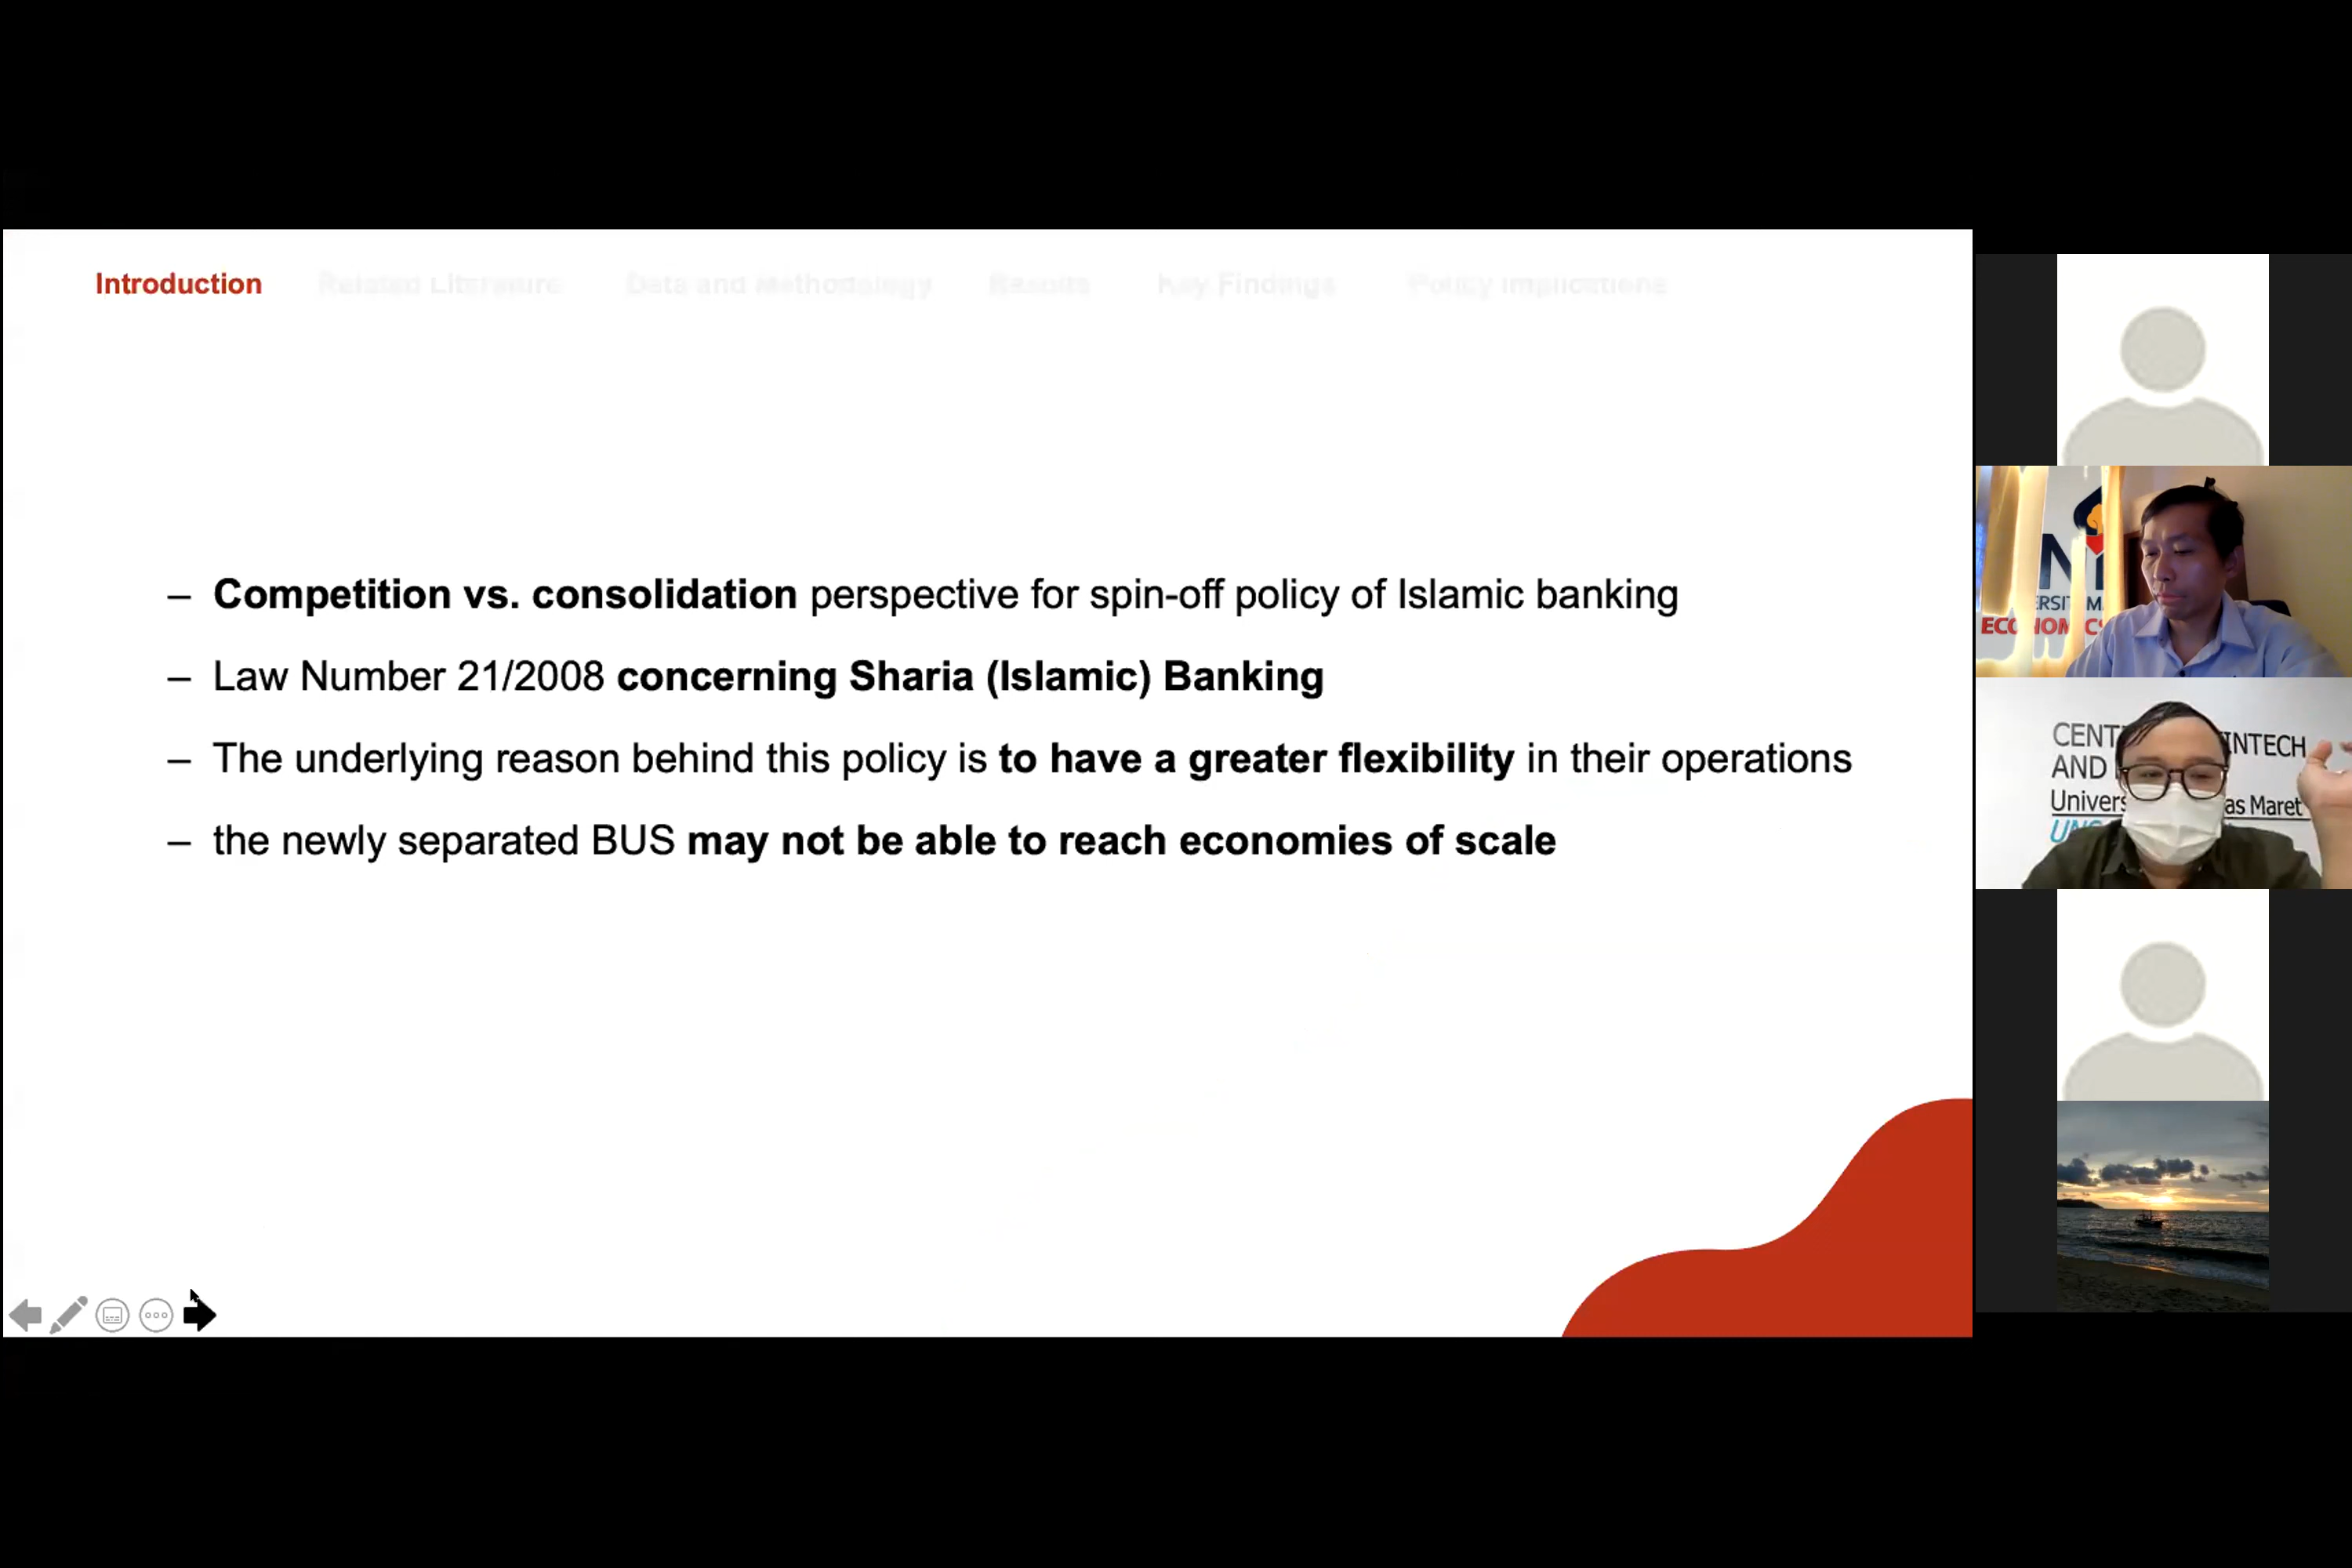 Introduction Related Literature Data and Methodology Results Key Findings Policy Implications
– Competition vs. consolidation perspective for spin-off policy of Islamic banking
– Law Number 21/2008 concerning Sharia (Islamic) Banking
– The underlying reason behind this policy is to have a greater flexibility in their operations
– the newly separated BUS may not be able to reach economies of scale
ECONOMICS
CENT INTECH
AND
Univers as Maret